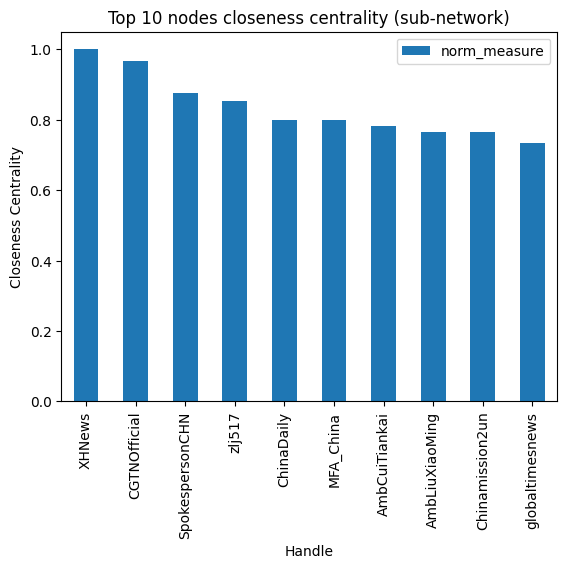 Top 10 nodes closeness centrality (sub-network)
norm_measure
Closeness Centrality
1.0
0.8
0.6
0.4
0.2
0.0
XHNews
CGTNOfficial
SpokespersonCHN
zlj517
ChinaDaily
MFA_China
AmbCuiTiankai
AmbLiuXiaoMing
Chinamission2un
globaltimesnews
Handle